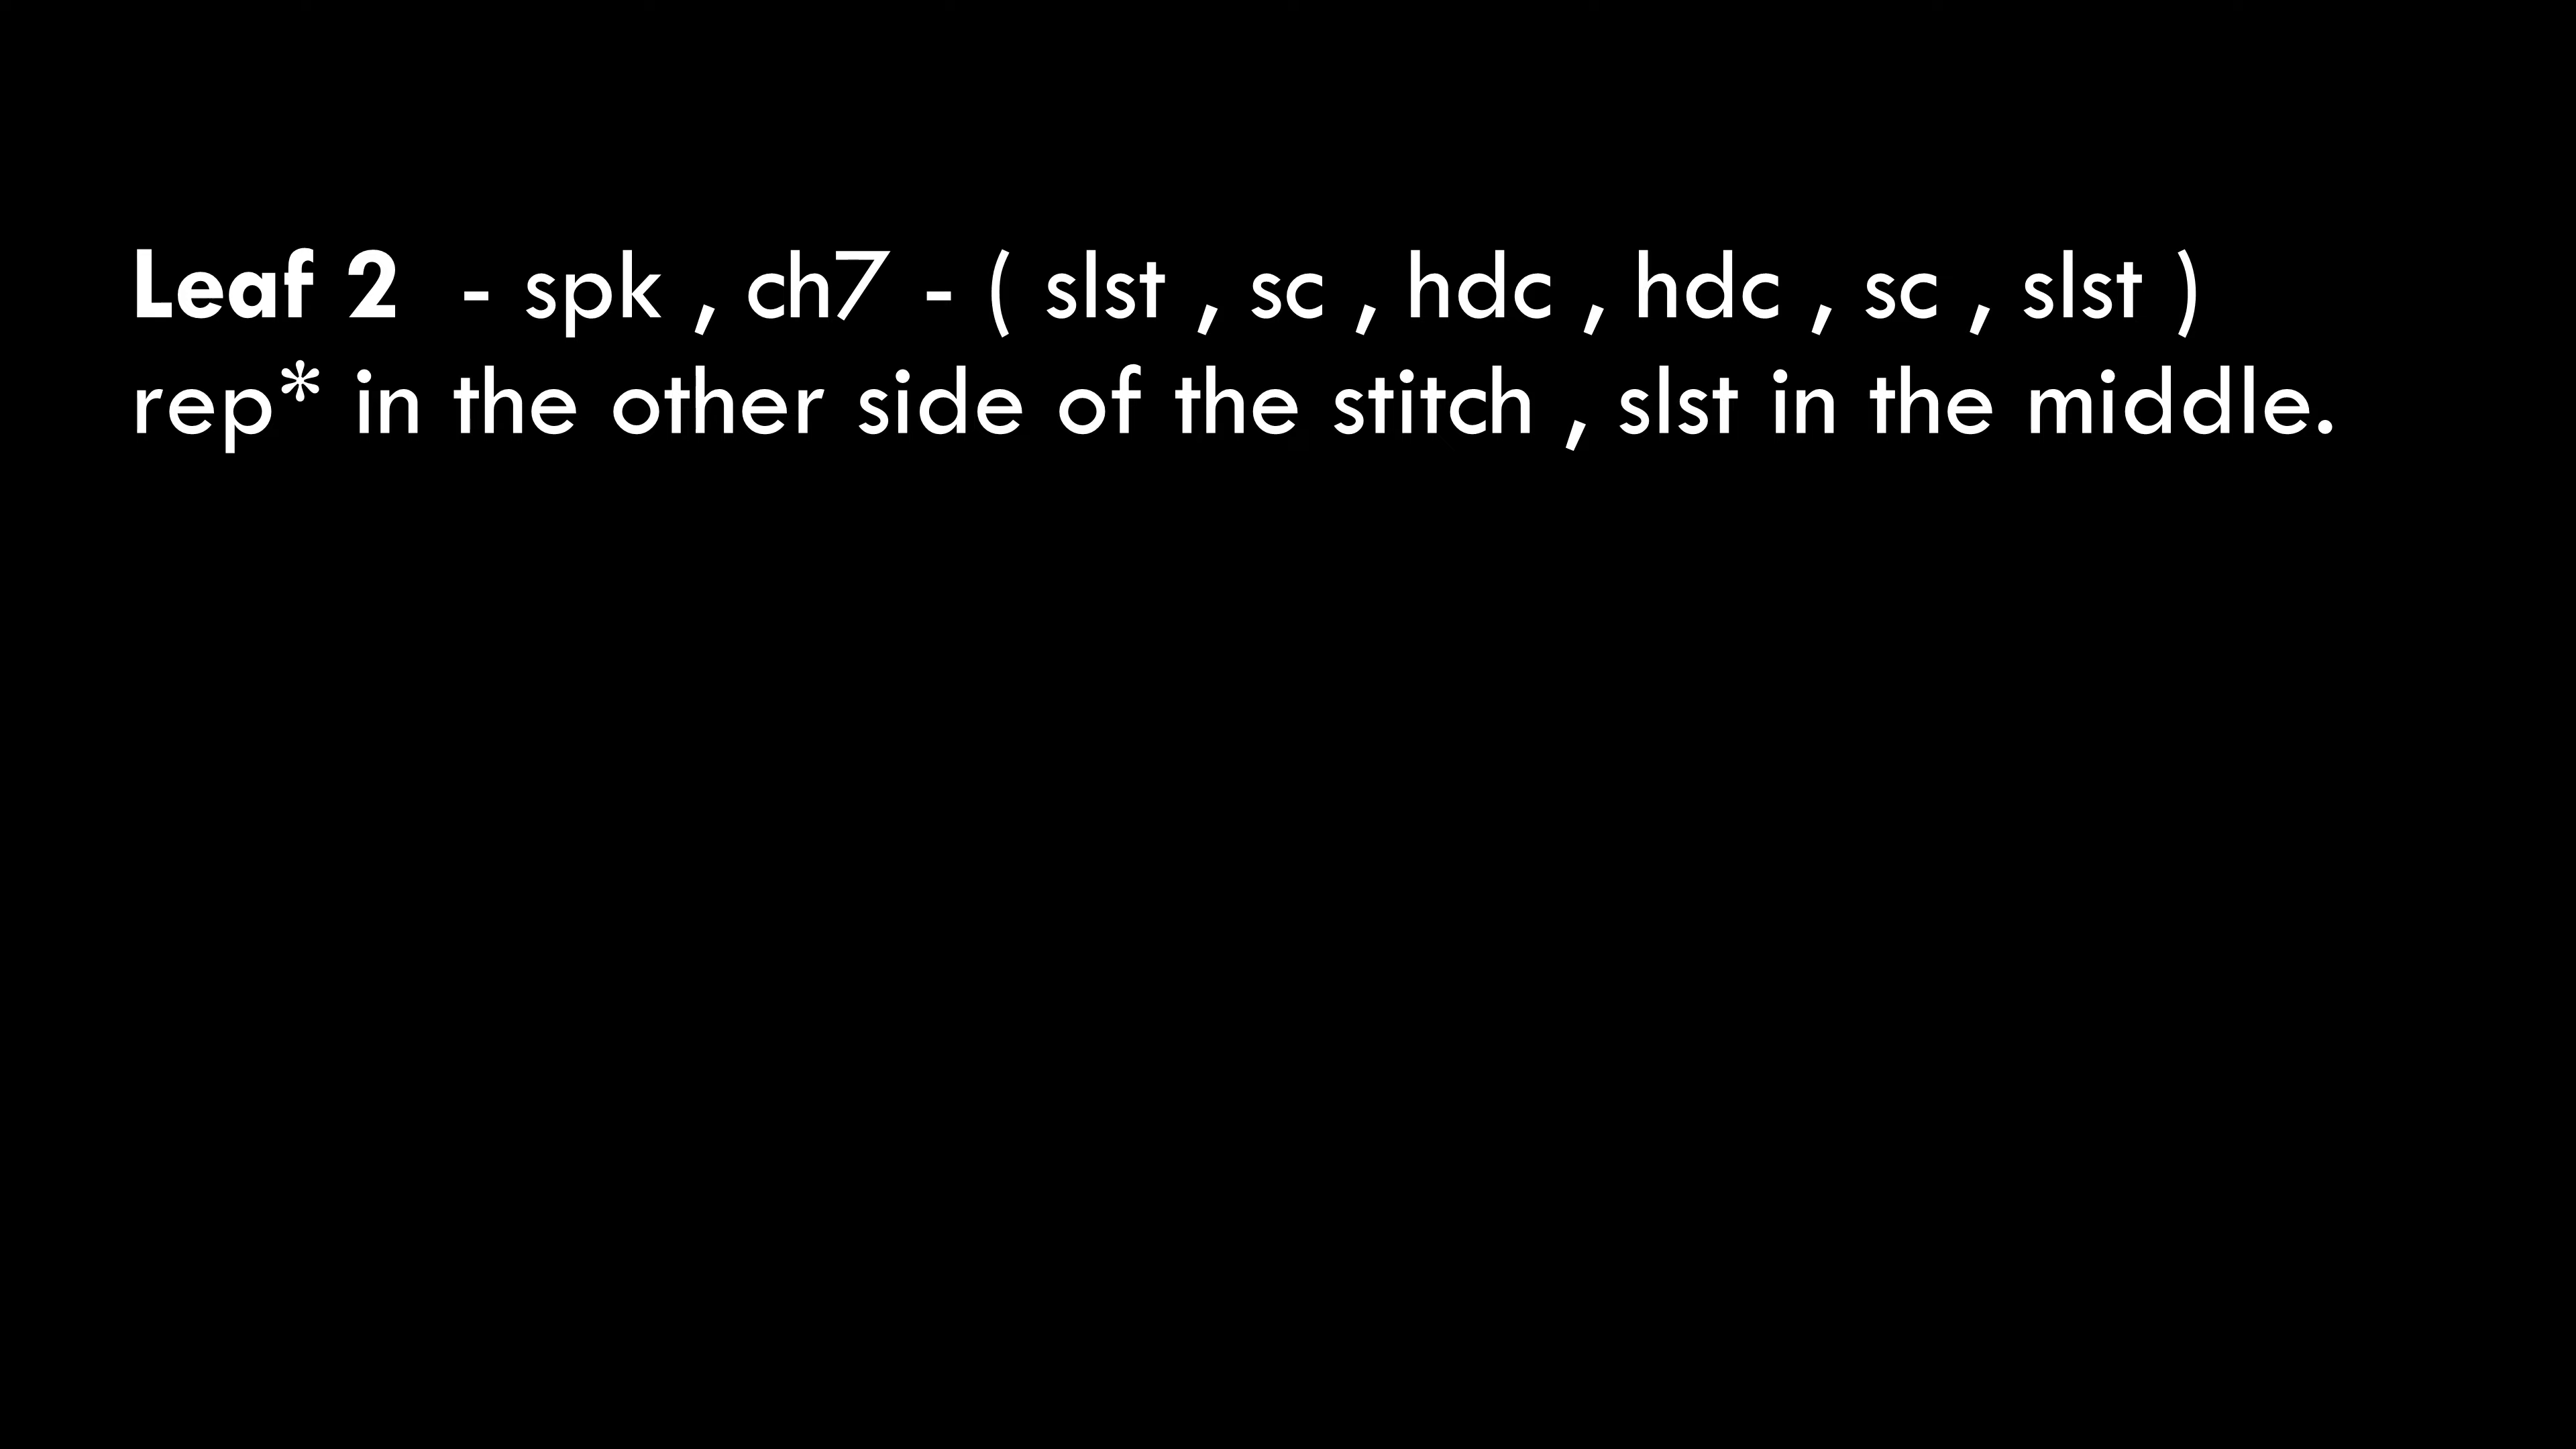 Leaf 2 - spk , ch7 - ( slst , sc , hdc , hdc , sc , slst )
rep* in the other side of the stitch , slst in the middle.